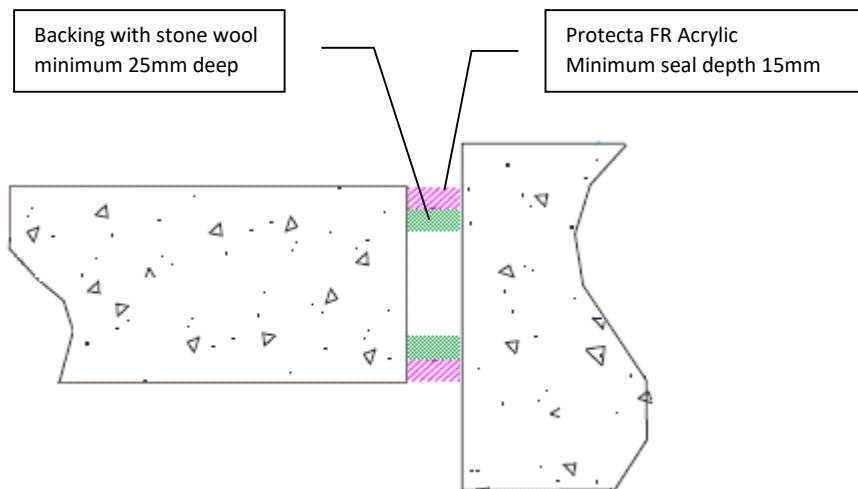 Backing with stone wool
minimum 25mm deep
Protecta FR Acrylic
Minimum seal depth 15mm